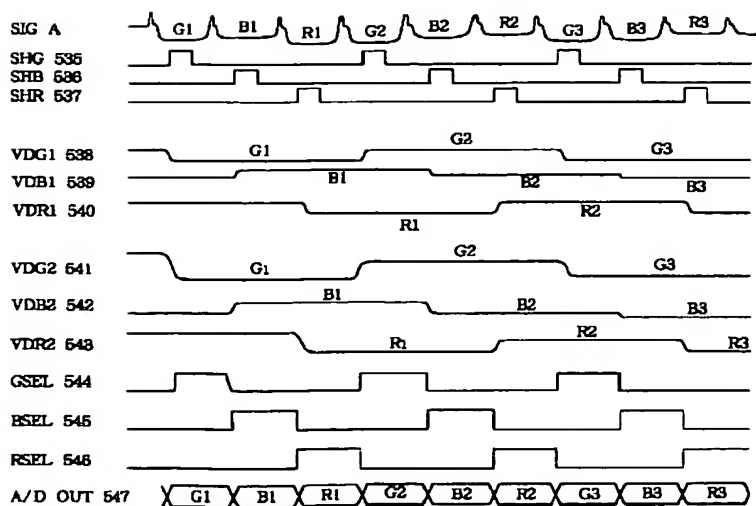 SIG A G1 B1 R1 G2 B2 R2 G3 B3 R3
SHG 535
SHB 536
SHR 537
VDG1 538 G1 G2 G3
VDB1 539 B1 B2 B3
VDR1 540 R1 R2
VDG2 541 G1 G2 G3
VDB2 542 B1 B2 B3
VDR2 543 R1 R2 R3
GSEL 544
BSEL 545
RSEL 546
A/D OUT 547 G1 B1 R1 G2 B2 R2 G3 B3 R3